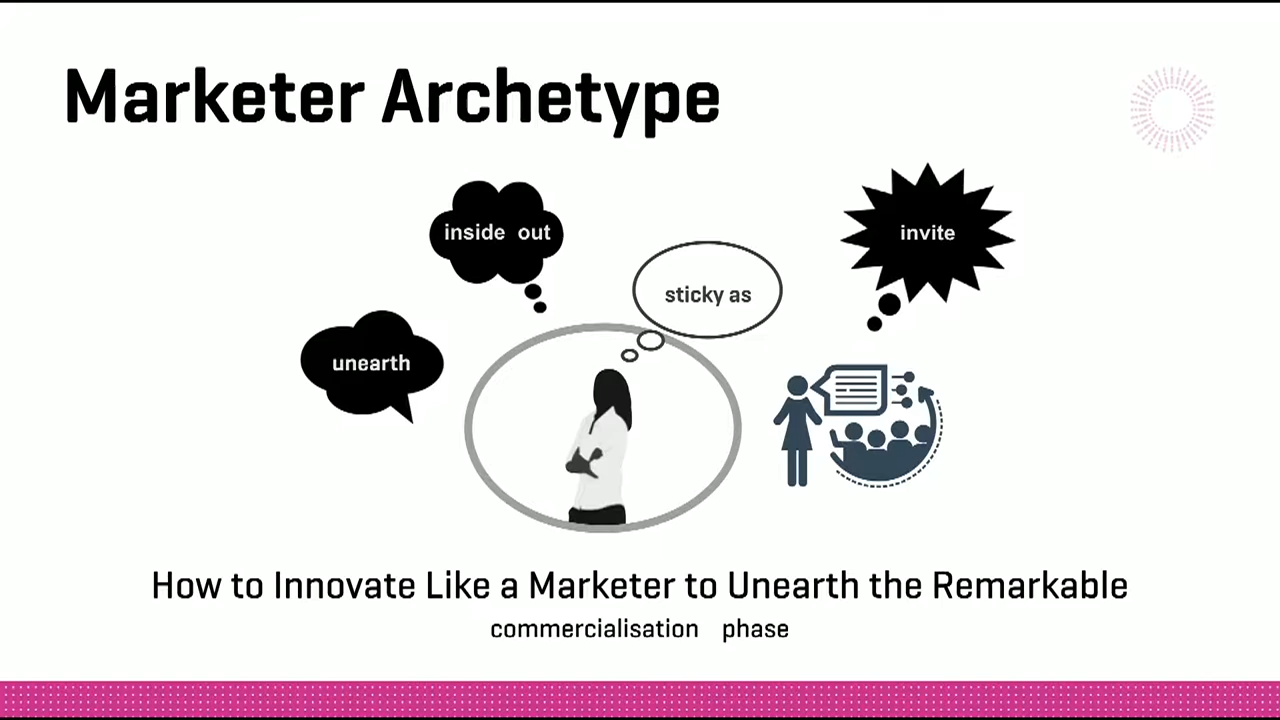 Marketer Archetype
inside out
invite
sticky as
unearth
How to Innovate Like a Marketer to Unearth the Remarkable
commercialisation phase